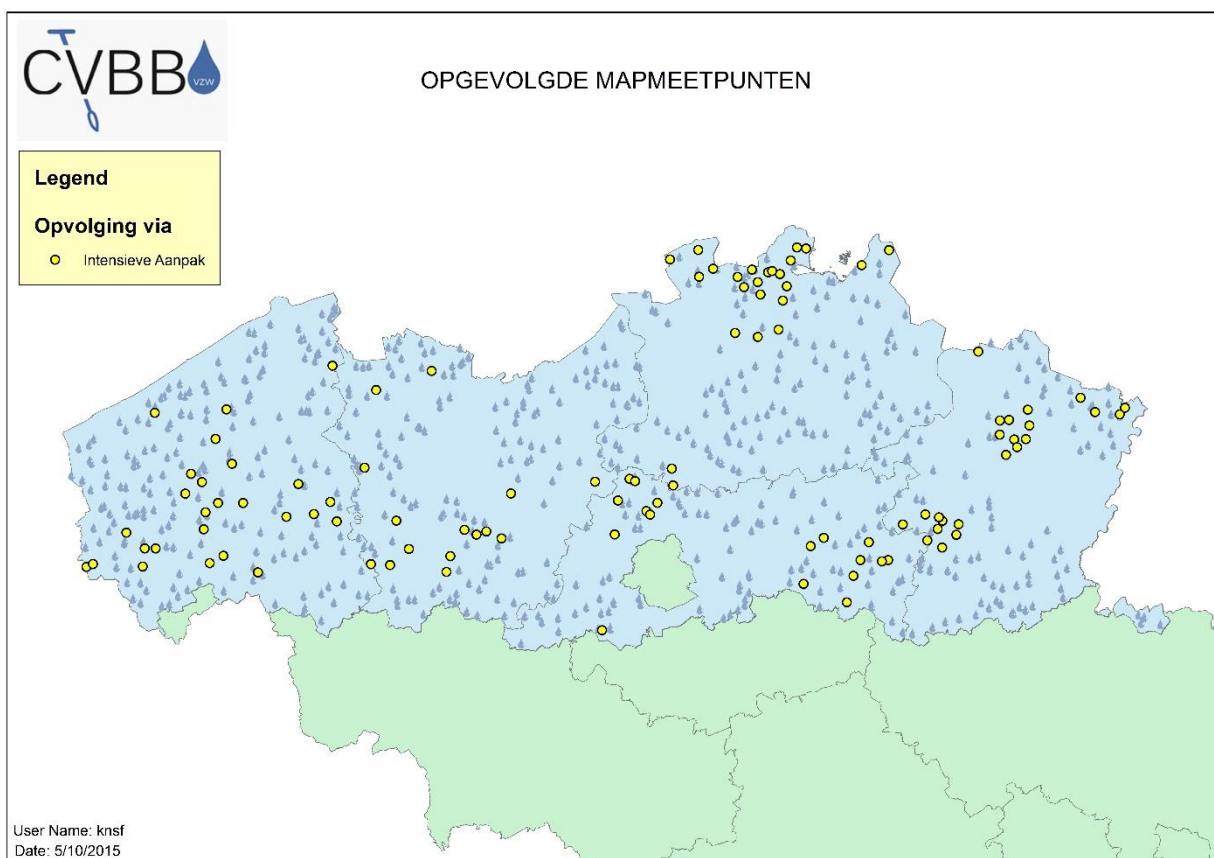 CVBB
vzw
OPGEVOLGDE MAPMEETPUNTEN
Legend
Opvolging via
Intensieve Aanpak
User Name: knsf
Date: 5/10/2015